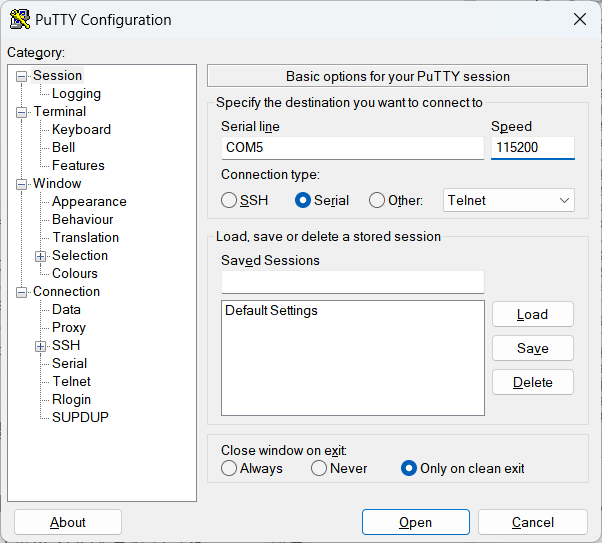 PuTTY Configuration
Category:
Session
Logging
Terminal
Keyboard
Bell
Features
Window
Appearance
Behaviour
Translation
Selection
Colours
Connection
Data
Proxy
SSH
Serial
Telnet
Rlogin
SUPDUP
Basic options for your PuTTY session
Specify the destination you want to connect to
Serial line Speed
COM5 115200
Connection type:
SSH Serial Other: Telnet
Load, save or delete a stored session
Saved Sessions
Default Settings
Load
Save
Delete
Close window on exit:
Always Never Only on clean exit
About Open Cancel